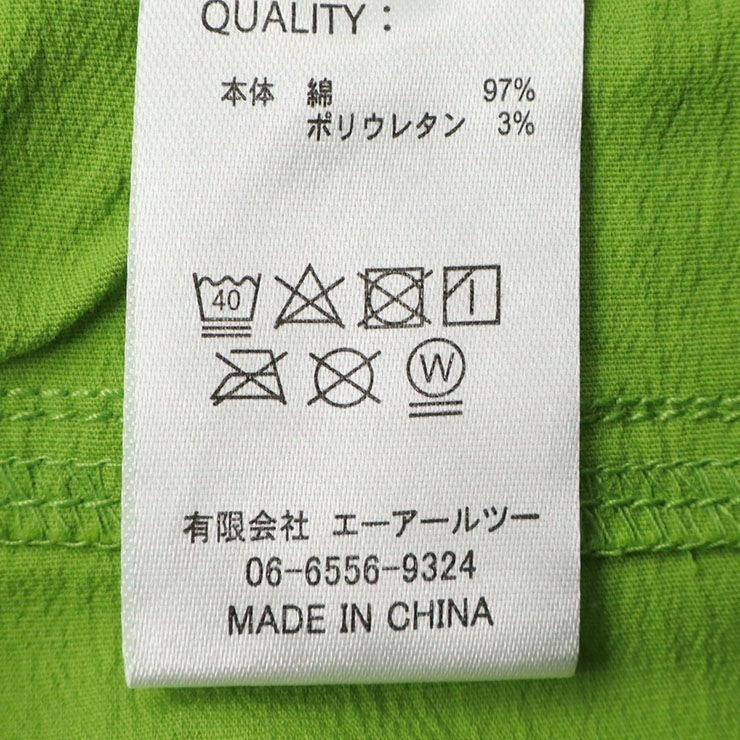 QUALITY：
本体 綿 97%
ポリウレタン 3%
40
W
有限会社 エーアールツー
06-6556-9324
MADE IN CHINA